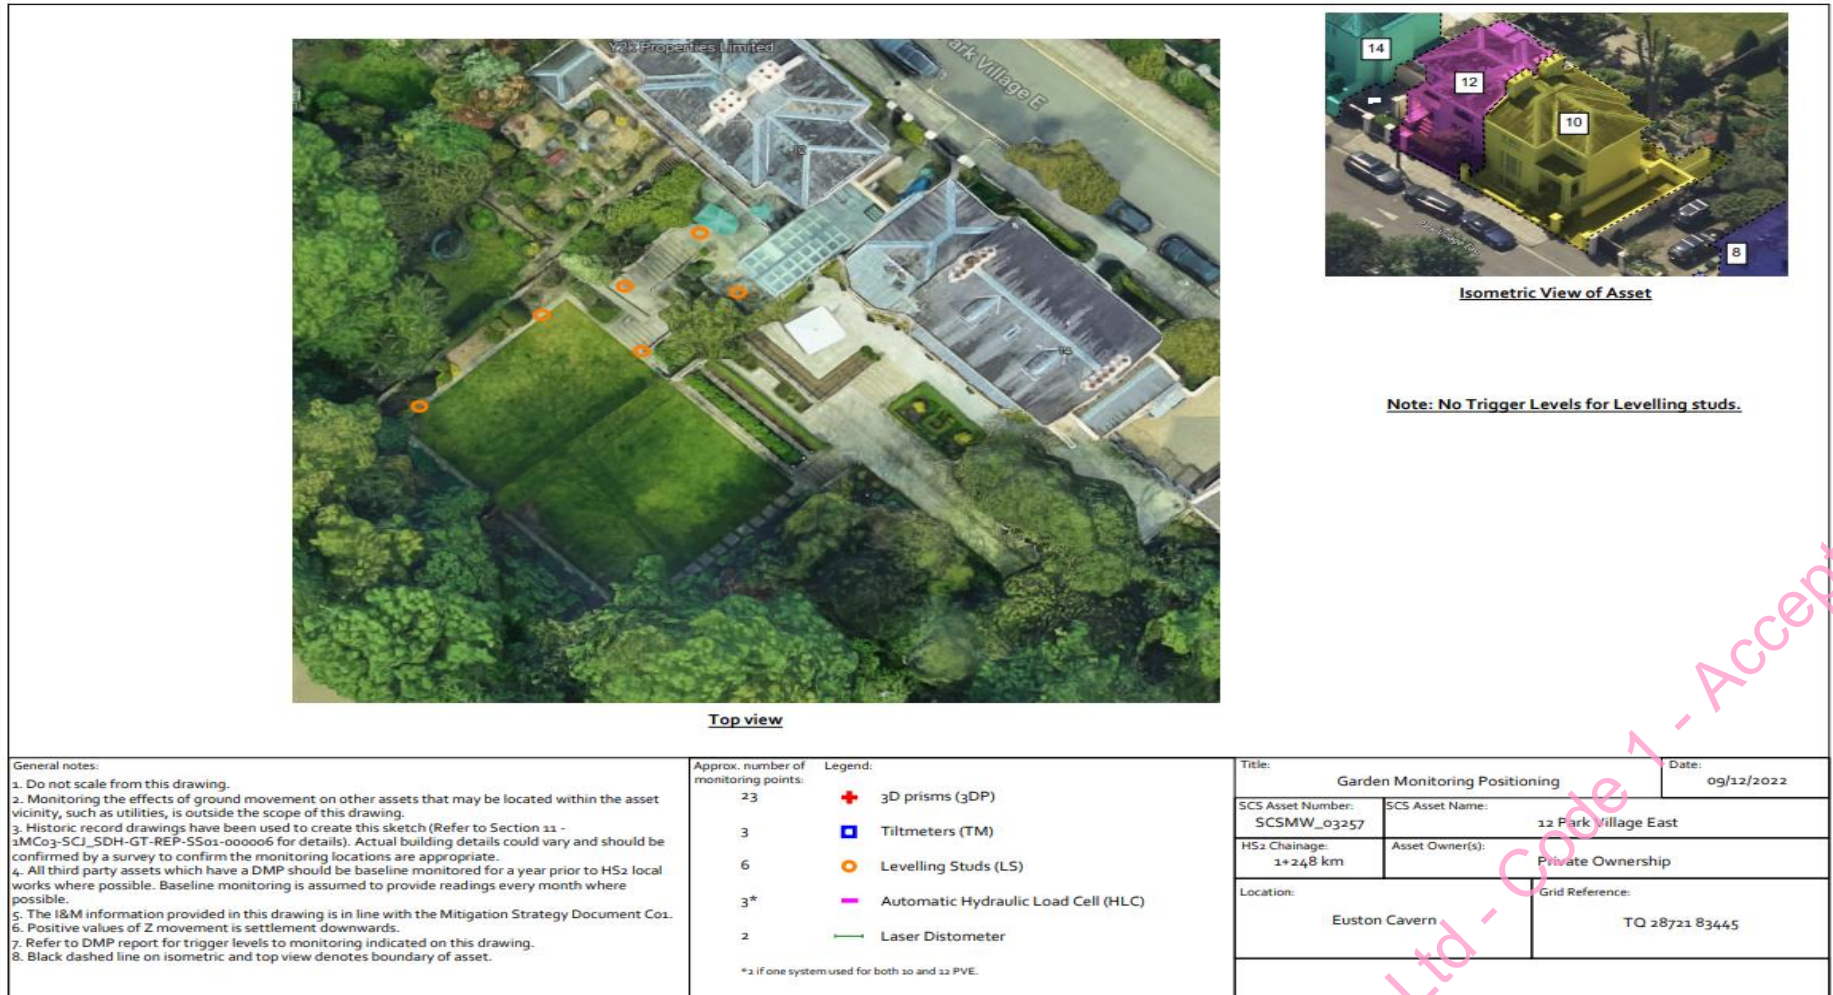 Y2k Properties Limited
Park Village E
12
14
14
12
10
8
Park Village East
Isometric View of Asset
Note: No Trigger Levels for Levelling studs.
Top view
General notes:
1. Do not scale from this drawing.
2. Monitoring the effects of ground movement on other assets that may be located within the asset
vicinity, such as utilities, is outside the scope of this drawing.
3. Historic record drawings have been used to create this sketch (Refer to Section 11 -
1MC03-SCJ_SDH-GT-REP-SS01-000006 for details). Actual building details could vary and should be
confirmed by a survey to confirm the monitoring locations are appropriate.
4. All third party assets which have a DMP should be baseline monitored for a year prior to HS2 local
works where possible. Baseline monitoring is assumed to provide readings every month where
possible.
5. The I&M information provided in this drawing is in line with the Mitigation Strategy Document C01.
6. Positive values of Z movement is settlement downwards.
7. Refer to DMP report for trigger levels to monitoring indicated on this drawing.
8. Black dashed line on isometric and top view denotes boundary of asset.
Approx. number of
monitoring points:
Legend:
23 3D prisms (3DP)
3 Tiltmeters (TM)
6 Levelling Studs (LS)
3* Automatic Hydraulic Load Cell (HLC)
2 Laser Distometer
*2 if one system used for both 10 and 12 PVE.
Title:
Garden Monitoring Positioning
Date:
09/12/2022
SCS Asset Number:
SCSMW_03257
SCS Asset Name:
12 Park Village East
HS2 Chainage:
1+248 km
Asset Owner(s):
Private Ownership
Location:
Euston Cavern
Grid Reference:
TQ 28721 83445
Ltd - Code 1 - Accept